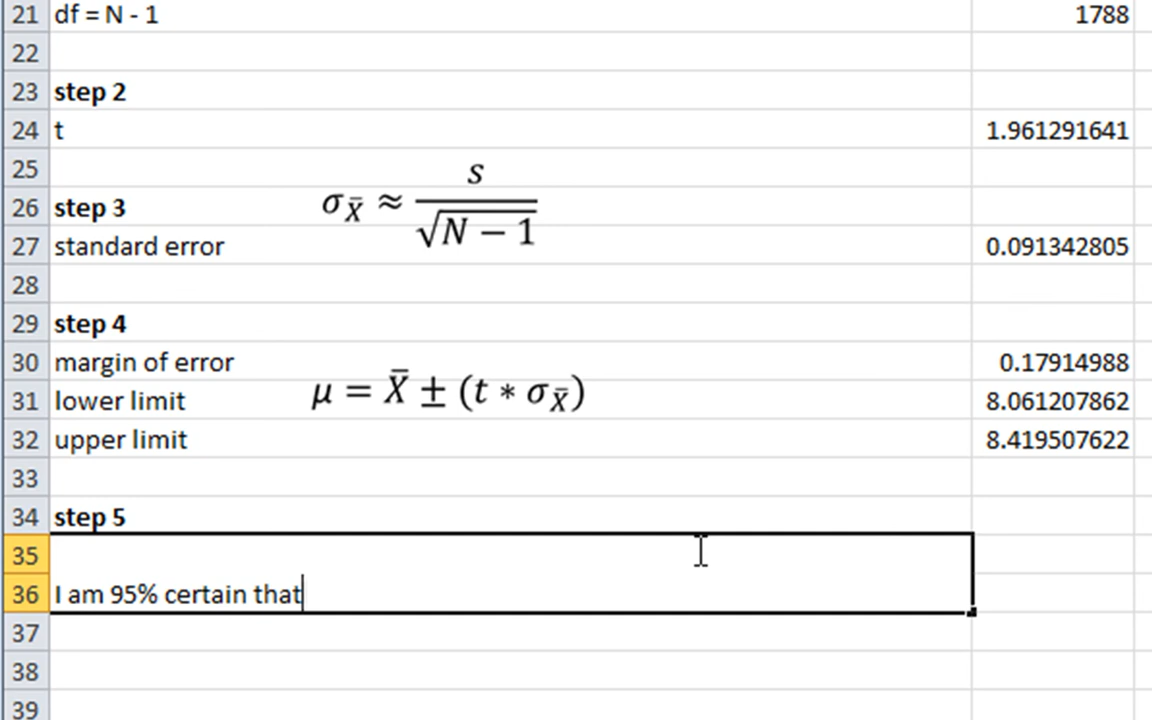 21 df = N - 1 1788
22
23 step 2
24 t 1.961291641
25
26 step 3 σ_X̄ ≈ s / √(N − 1)
27 standard error 0.091342805
28
29 step 4
30 margin of error 0.17914988
μ = X̄ ± (t * σ_X̄)
31 lower limit 8.061207862
32 upper limit 8.419507622
33
34 step 5
35
36 I am 95% certain that
37
38
39